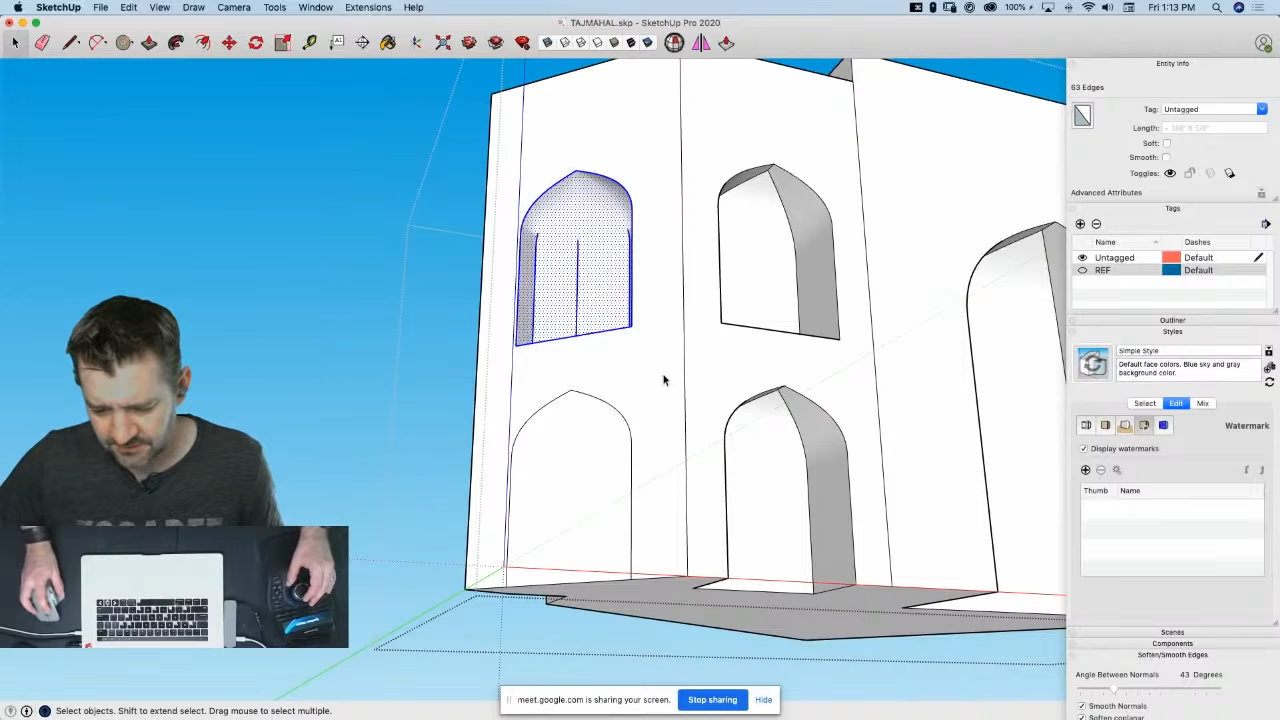 SketchUp File Edit View Draw Camera Tools Window Extensions Help 100% Fri 1:13 PM
TAJMAHAL.skp - SketchUp Pro 2020
Entity Info
63 Edges
Tag: Untagged
Length: ~ 188' 8 5/8"
Soft:
Smooth:
Toggles:
Advanced Attributes
Tags
Name Dashes
Untagged Default
REF Default
Outliner
Styles
Simple Style
Default face colors. Blue sky and gray
background color.
Select Edit Mix
Watermark
Display watermarks
Thumb Name
Scenes
Components
Soften/Smooth Edges
Angle Between Normals 43 Degrees
Smooth Normals
Soften coplanar
meet.google.com is sharing your screen. Stop sharing Hide
Select objects. Shift to extend select. Drag mouse to select multiple.